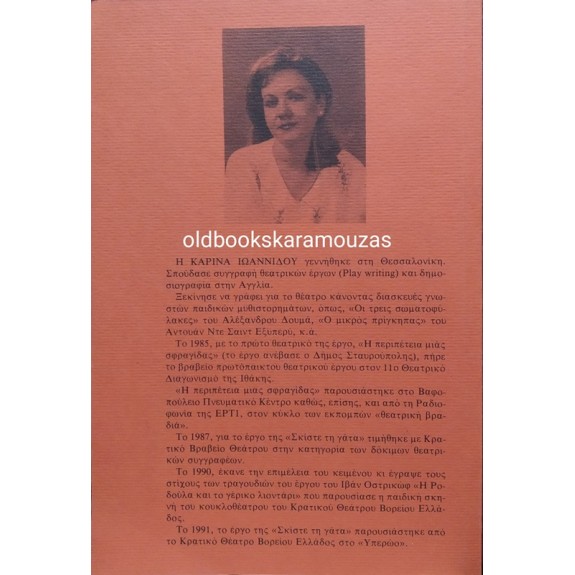 oldbookskaramouzas
Η ΚΑΡΙΝΑ ΙΩΑΝΝΙΔΟΥ γεννήθηκε στη Θεσσαλονίκη.
Σπούδασε συγγραφή θεατρικών έργων (Play writing) και δημο-
σιογραφία στην Αγγλία.
Ξεκίνησε να γράφει για το θέατρο κάνοντας διασκευές γνω-
στών παιδικών μυθιστορημάτων, όπως, «Οι τρεις σωματοφύ-
λακες» του Αλέξανδρου Δουμά, «Ο μικρός πρίγκηπας» του
Αντουάν Ντε Σαιντ Εξυπερύ, κ.ά.
Το 1985, με το πρώτο θεατρικό της έργο, «Η περιπέτεια μιας
σφραγίδας» (το έργο ανέβασε ο Δήμος Σταυρούπολης), πήρε
το βραβείο πρωτόπαικτου θεατρικού έργου στον 11ο Θεατρικό
Διαγωνισμό της Ιθάκης.
«Η περιπέτεια μιας σφραγίδας» παρουσιάστηκε στο Βαφο-
πούλειο Πνευματικό Κέντρο καθώς, επίσης, και από τη Ραδιο-
φωνία της ΕΡΤ1, στον κύκλο των εκπομπών «θεατρική βρα-
διά».
Το 1987, για το έργο της «Σκίστε τη γάτα» τιμήθηκε με Κρα-
τικό Βραβείο Θεάτρου στην κατηγορία των δόκιμων θεατρι-
κών συγγραφέων.
Το 1990, έκανε την επιμέλεια του κειμένου κι έγραψε τους
στίχους των τραγουδιών του έργου του Ιβάν Οστρικώφ «Η Ρο-
δούλα και το γέρικο λιοντάρι» που παρουσίασε η παιδική σκη-
νή του κουκλοθέατρου του Κρατικού Θεάτρου Βορείου Ελλά-
δος.
Το 1991, το έργο της «Σκίστε τη γάτα» παρουσιάστηκε από
το Κρατικό Θέατρο Βορείου Ελλάδος στο «Υπερώο».